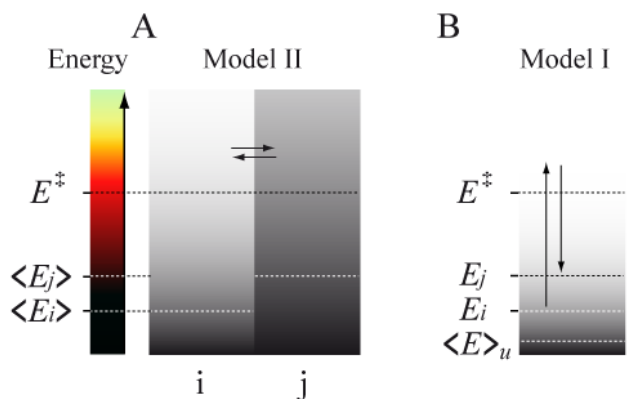 A
B
Energy
Model II
Model I
E‡
E‡
<Ej>
Ej
<Ei>
Ei
<E>u
i
j